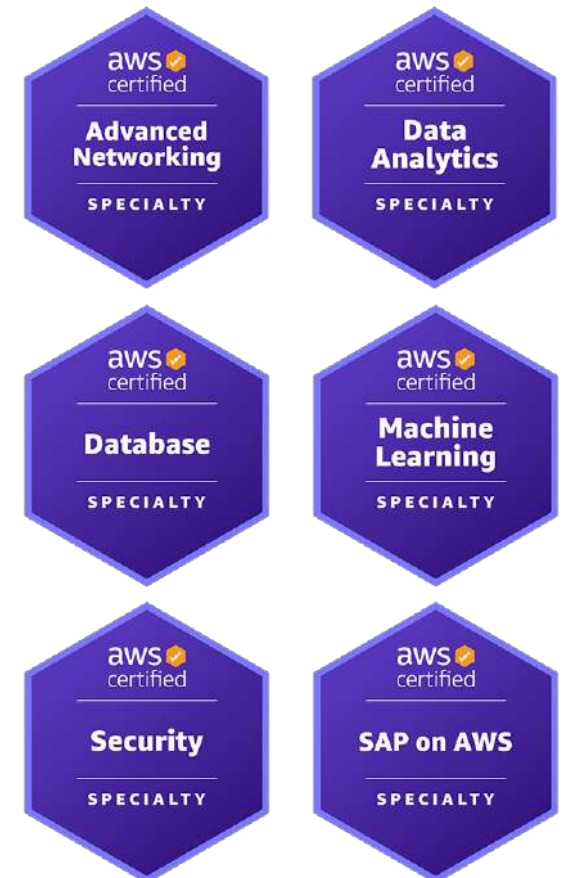 aws
certified
Advanced
Networking
SPECIALTY
aws
certified
Data
Analytics
SPECIALTY
aws
certified
Database
SPECIALTY
aws
certified
Machine
Learning
SPECIALTY
aws
certified
Security
SPECIALTY
aws
certified
SAP on AWS
SPECIALTY